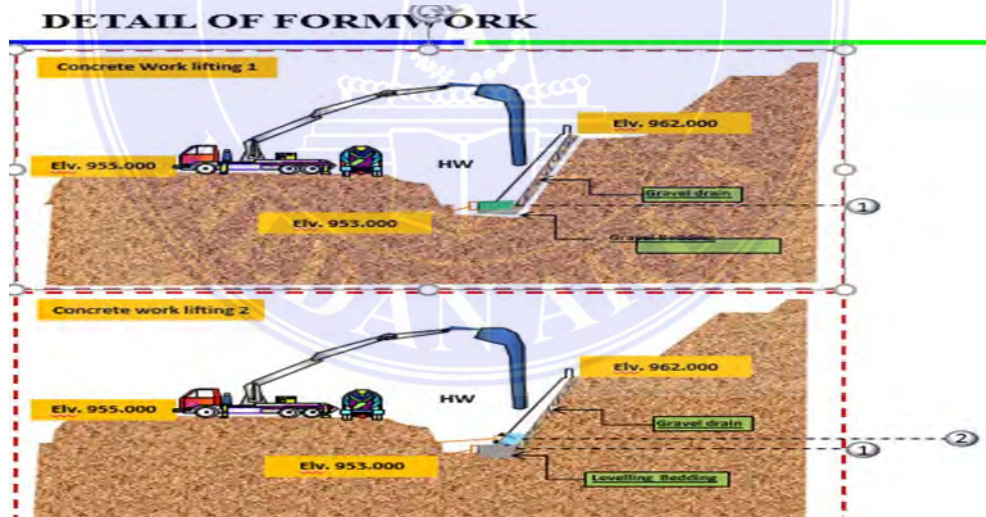 DETAIL OF FORMWORK
Concrete Work lifting 1
Elv. 962.000
Elv. 955.000
HW
Gravel drain
1
Elv. 953.000
Gravel Bedding
Concrete work lifting 2
Elv. 962.000
HW
Elv. 955.000
Gravel drain
2
1
Elv. 953.000
Levelling Bedding